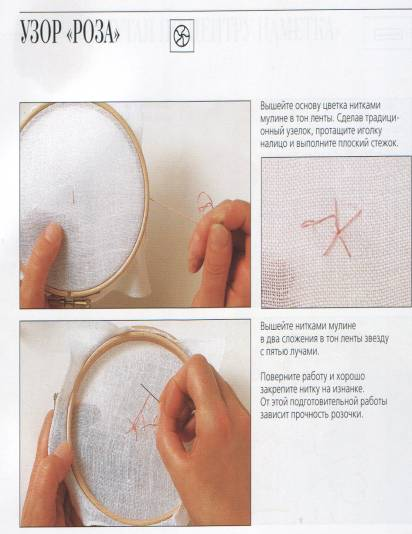 УЗОР «РОЗА»
Вышейте основу цветка нитками
мулине в тон ленты. Сделав традици-
онный узелок, протащите иголку
налицо и выполните плоский стежок.
Вышейте нитками мулине
в два сложения в тон ленты звезду
с пятью лучами.
Поверните работу и хорошо
закрепите нитку на изнанке.
От этой подготовительной работы
зависит прочность розочки.